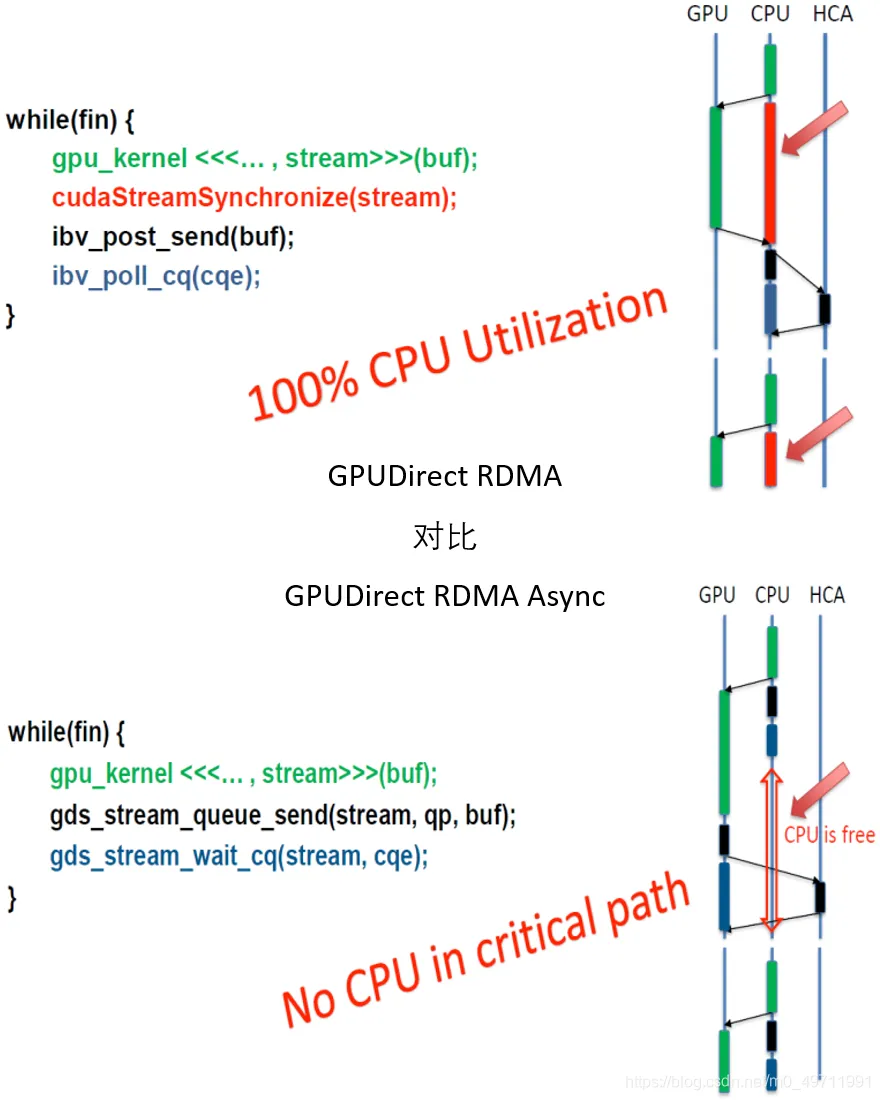 GPU CPU HCA
while(fin) {
gpu_kernel <<<… , stream>>>(buf);
cudaStreamSynchronize(stream);
ibv_post_send(buf);
ibv_poll_cq(cqe);
}
100% CPU Utilization
GPUDirect RDMA
对比
GPUDirect RDMA Async
GPU CPU HCA
while(fin) {
gpu_kernel <<<… , stream>>>(buf);
gds_stream_queue_send(stream, qp, buf);
gds_stream_wait_cq(stream, cqe);
}
CPU is free
No CPU in critical path
https://blog.csdn.net/m0_49711991